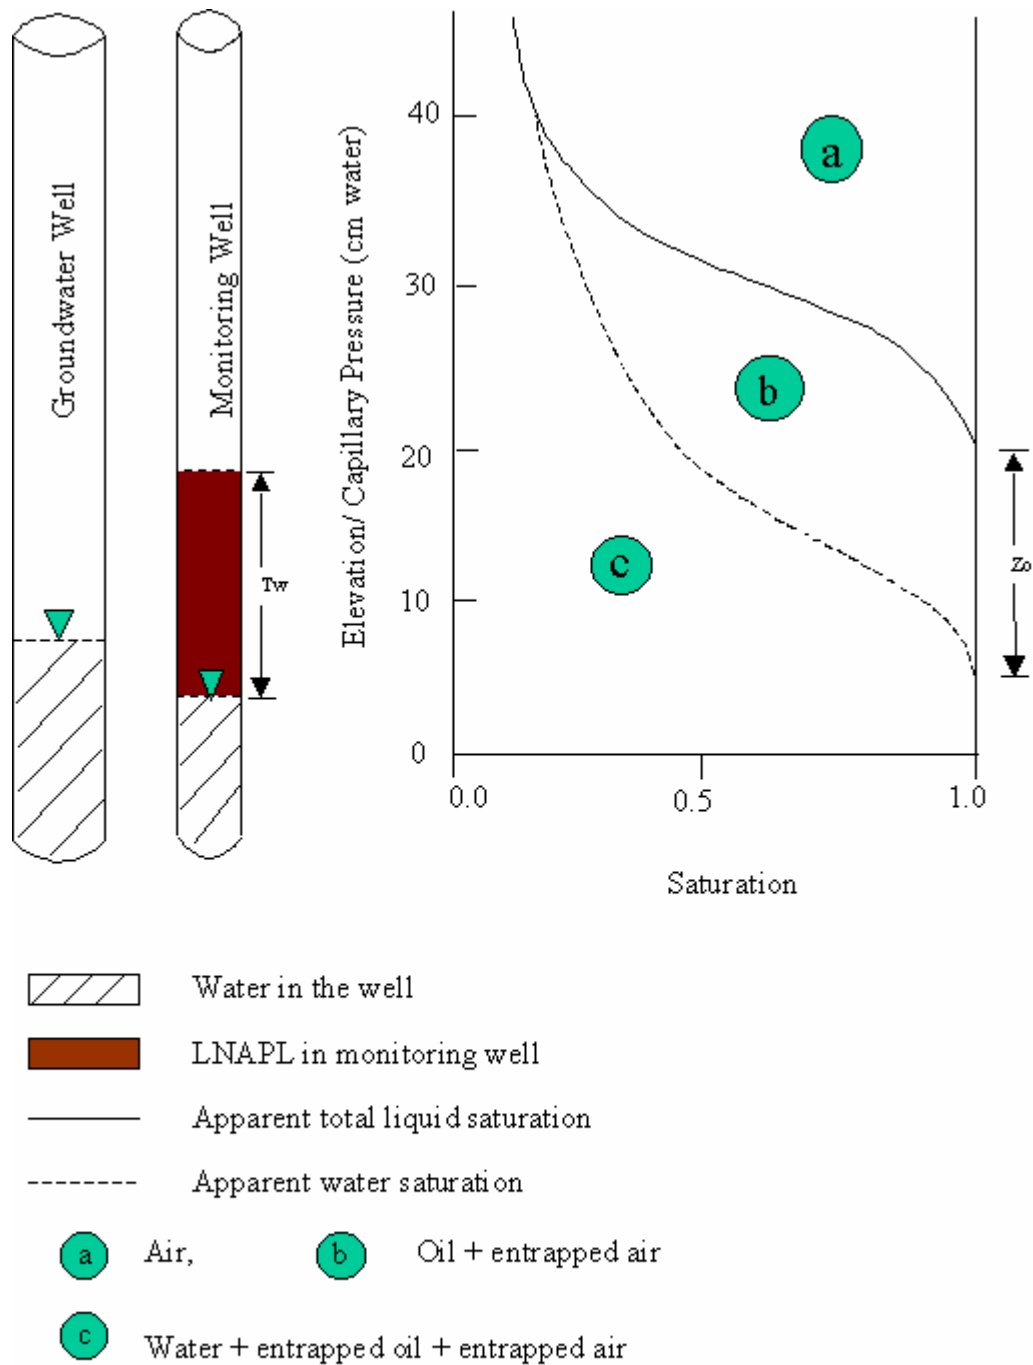 Groundwater Well
Monitoring Well
Tw
Elevation/ Capillary Pressure (cm water)
40
30
20
10
0
a
b
c
Zo
0.0
0.5
1.0
Saturation
Water in the well
LNAPL in monitoring well
Apparent total liquid saturation
Apparent water saturation
a Air,
b Oil + entrapped air
c Water + entrapped oil + entrapped air